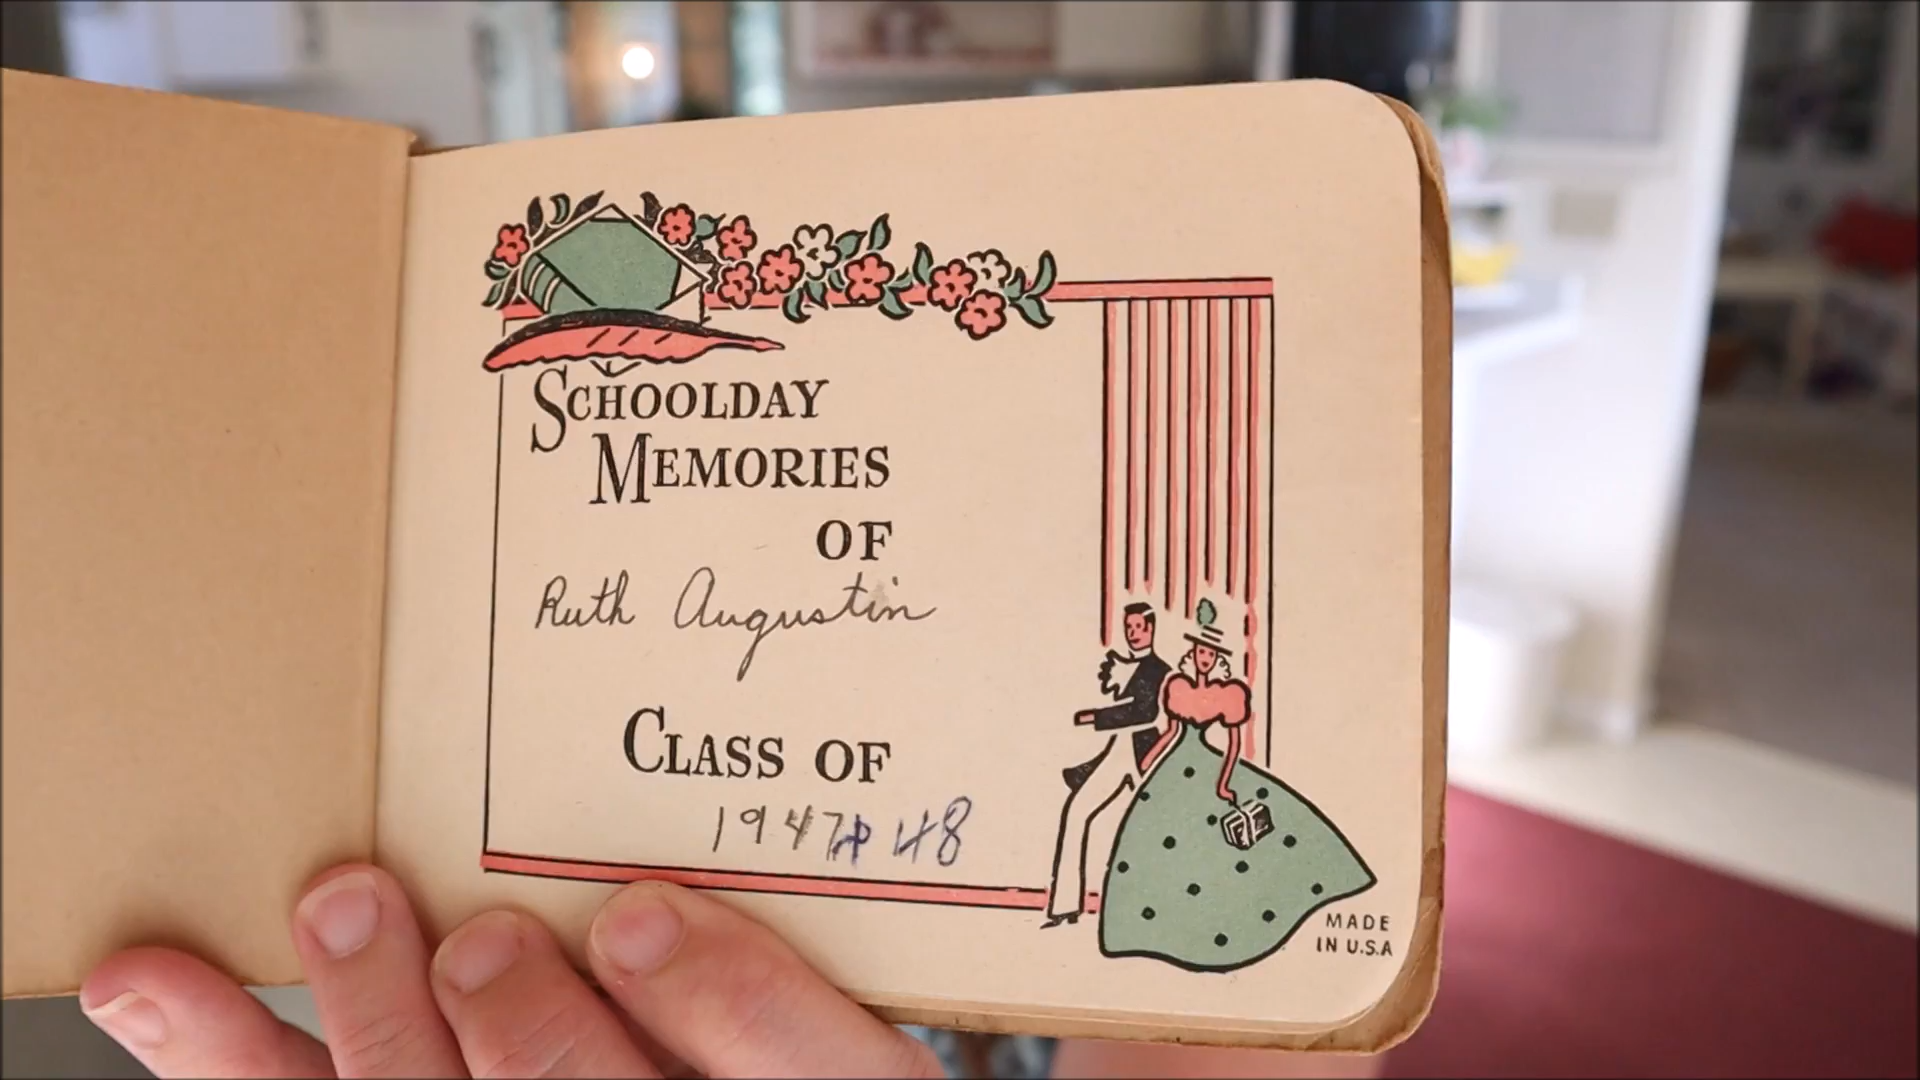 SCHOOLDAY
MEMORIES
OF
Ruth Augustin
CLASS OF
1947+48
MADE
IN U.S.A